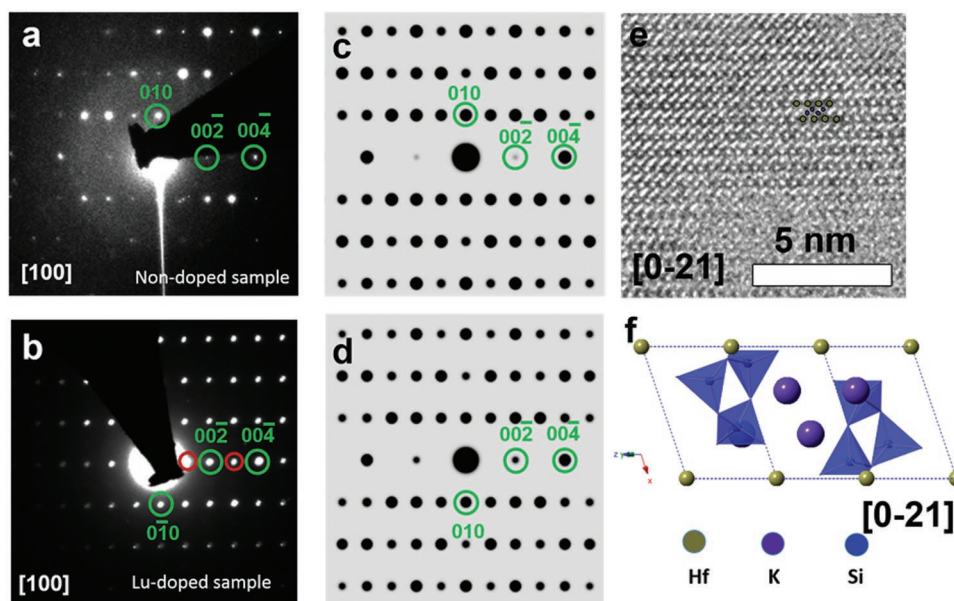 a
010
002̄
004̄
[100]
Non-doped sample
b
002̄
004̄
01̄0
[100]
Lu-doped sample
c
010
002̄
004̄
d
002̄
004̄
010
e
5 nm
[0-21]
f
z
y
x
[0-21]
Hf K Si